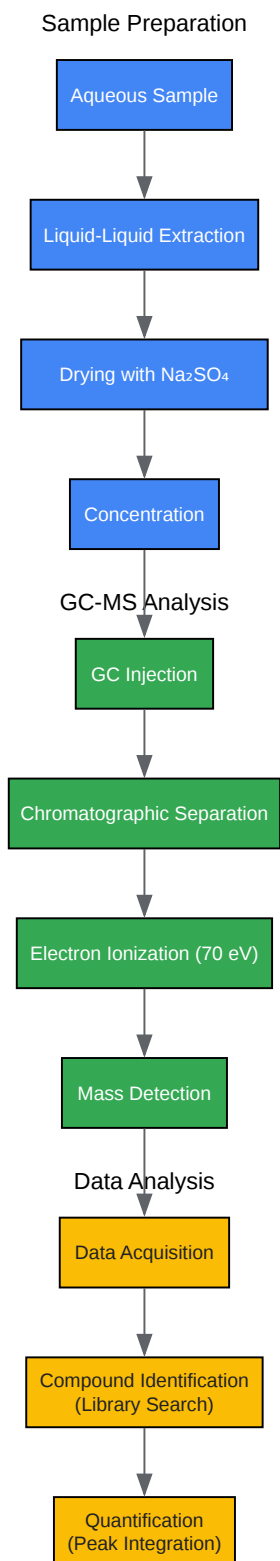 Sample Preparation
Aqueous Sample
Liquid-Liquid Extraction
Drying with Na₂SO₄
Concentration
GC-MS Analysis
GC Injection
Chromatographic Separation
Electron Ionization (70 eV)
Mass Detection
Data Analysis
Data Acquisition
Compound Identification
(Library Search)
Quantification
(Peak Integration)